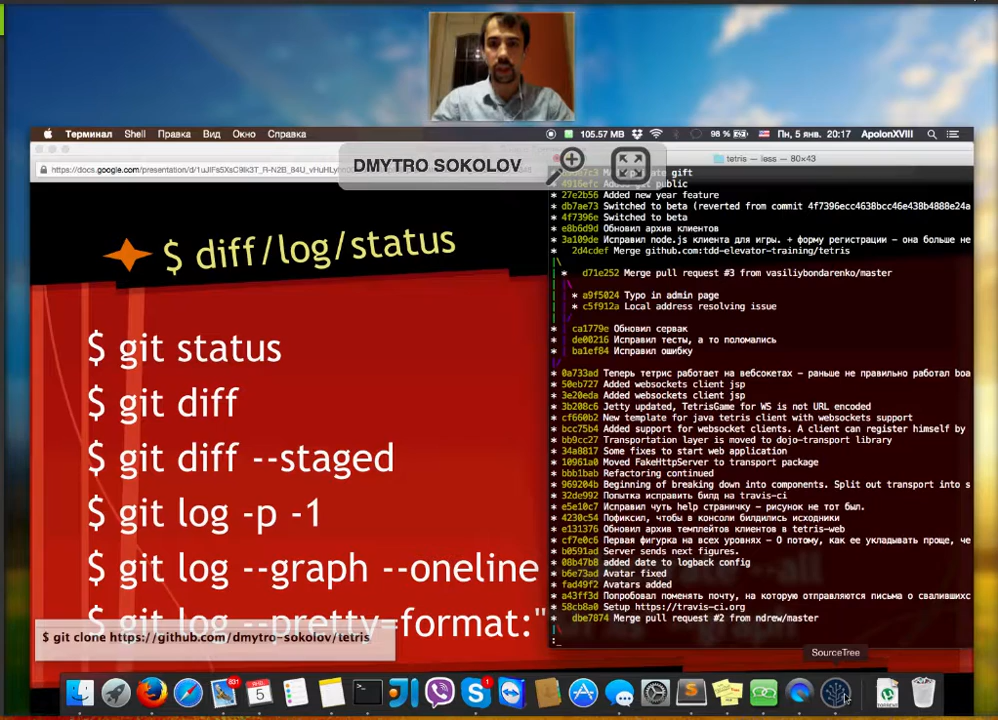 Терминал Shell Правка Вид Окно Справка
105.57 MB 98 % Пн, 5 янв. 20:17 ApolonXVIII
DMYTRO SOKOLOV
tetris — less — 80×43
$ diff/log/status
$ git status
$ git diff
$ git diff --staged
$ git log -p -1
$ git log --graph --oneline
$ git log --pretty=format:"
$ git clone https://github.com/dmytro-sokolov/tetris
gift
* 4916efc public
* 27e2b56 Added new year feature
* db7ae73 Switched to beta (reverted from commit 4f7396ecc4638bcc46e438b4888e24a
* 4f7396e Switched to beta
* e8b6d9d Обновил архив клиентов
* 3a109de Исправил node.js клиента для игры. + форму регистрации – она больше не
* 2d4cdef Merge github.com:tdd-elevator-training/tetris
|\
| * d71e252 Merge pull request #3 from vasiliybondarenko/master
| |\
| | * a9f5024 Typo in admin page
| | * c5f912a Local address resolving issue
| |/
* | ca1779e Обновил сервак
* | de00216 Исправил тесты, а то поломались
* | ba1ef84 Исправил ошибку
|/
* 0a733ad Теперь тетрис работает на вебсокетах – раньше не правильно работал boa
* 50eb727 Added websockets client jsp
* 3e20eda Added websockets client jsp
* 3b208c6 Jetty updated, TetrisGame for WS is not URL encoded
* cf660b2 New template for java tetris client with websockets support
* bcc75b4 Added support for websocket clients. A client can register himself by
* bb9cc27 Transportation layer is moved to dojo-transport library
* 34a8817 Some fixes to start web application
* 10961a0 Moved FakeHttpServer to transport package
* bbb1bab Refactoring continued
* 969204b Beginning of breaking down into components. Split out transport into s
* 32de992 Попытка исправить билд на travis-ci
* e5e10c7 Исправил чуть help страничку – рисунок не тот был.
* 4230c54 Пофиксил, чтобы в консоли билдились исходники
* e131376 Обновил архив темплейтов клиентов в tetris-web
* cf7e0c6 Первая фигурка на всех уровнях – О потому, как ее укладывать проще, че
* b0591ad Server sends next figures.
* 08b47b8 added date to logback config
* b6e73ad Avatar fixed
* fad49f2 Avatars added
* a43ff3d Попробовал поменять почту, на которую отправляются письма о свалившихс
* 58cb8a0 Setup https://travis-ci.org
* dbe7874 Merge pull request #2 from ndrew/master
|\
:
SourceTree
831
5
1